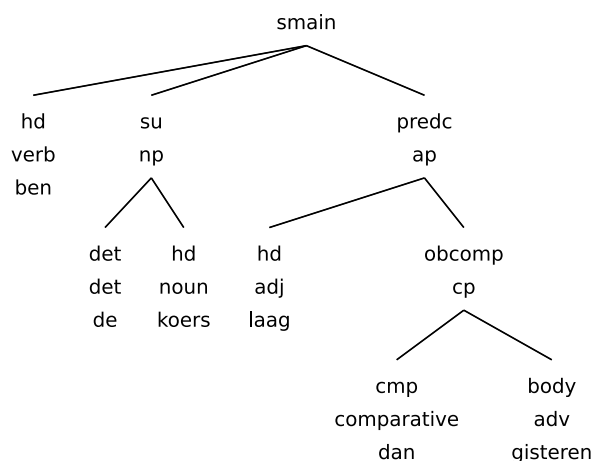 smain
hd su predc
verb np ap
ben
det hd hd obcomp
det noun adj cp
de koers laag
cmp body
comparative adv
dan gisteren